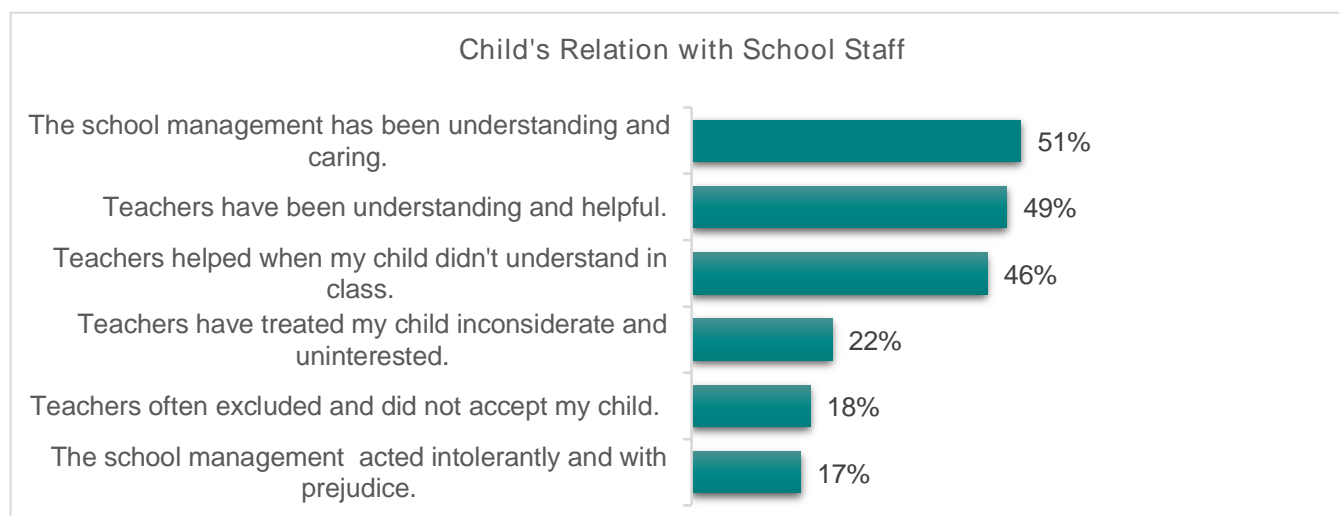 Child's Relation with School Staff
The school management has been understanding and
caring.
51%
Teachers have been understanding and helpful.
49%
Teachers helped when my child didn't understand in
class.
46%
Teachers have treated my child inconsiderate and
uninterested.
22%
Teachers often excluded and did not accept my child.
18%
The school management  acted intolerantly and with
prejudice.
17%